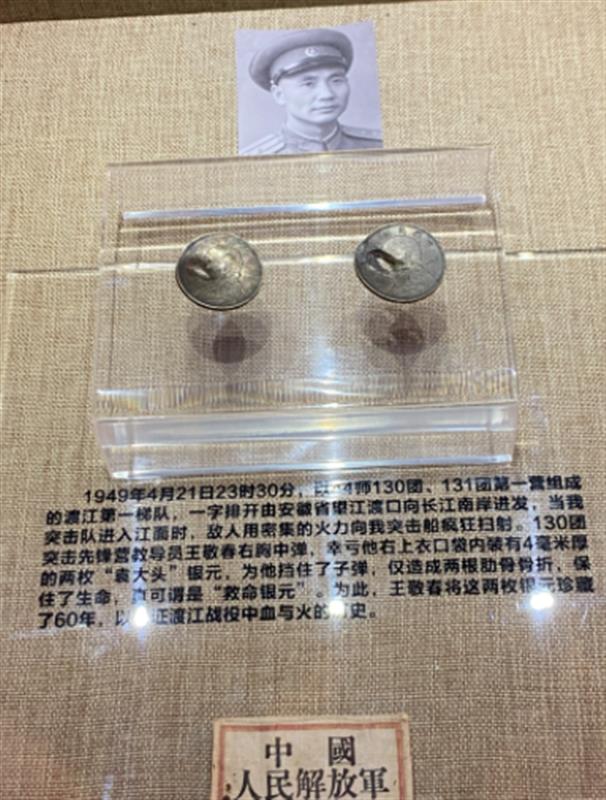 1949年4月21日23时30分，以44师130团、131团第一营组成
的渡江第一梯队，一字排开由安徽省望江渡口向长江南岸进发，当我
突击队进入江面时，敌人用密集的火力向我突击船疯狂扫射。130团
突击先锋营教导员王敬春右胸中弹，幸亏他右上衣口袋内装有4毫米厚
的两枚“袁大头”银元，为他挡住了子弹，仅造成两根肋骨骨折，保
住了生命，真可谓是“救命银元”。为此，王敬春将这两枚银元珍藏
了60年，以 证渡江战役中血与火的 史。
中國
人民解放軍